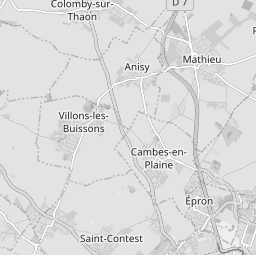 Colomby-sur-
Thaon
D 7
Mathieu
Anisy
Villons-les-
Buissons
Cambes-en-
Plaine
Épron
Saint-Contest